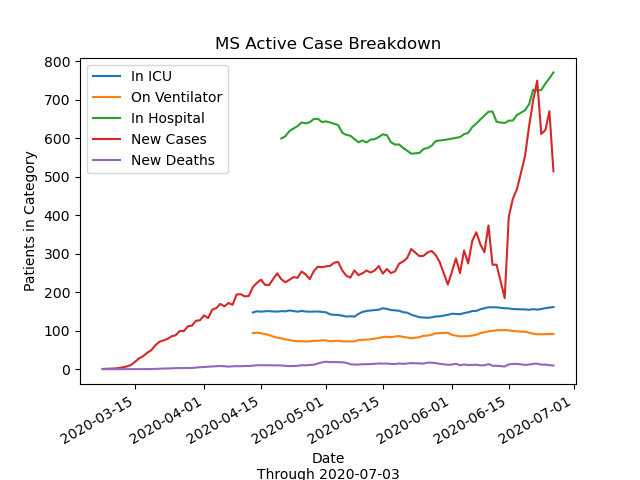 MS Active Case Breakdown
800
700
600
500
400
300
200
100
0
Patients in Category
In ICU
On Ventilator
In Hospital
New Cases
New Deaths
2020-03-15
2020-04-01
2020-04-15
2020-05-01
2020-05-15
2020-06-01
2020-06-15
2020-07-01
Date
Through 2020-07-03